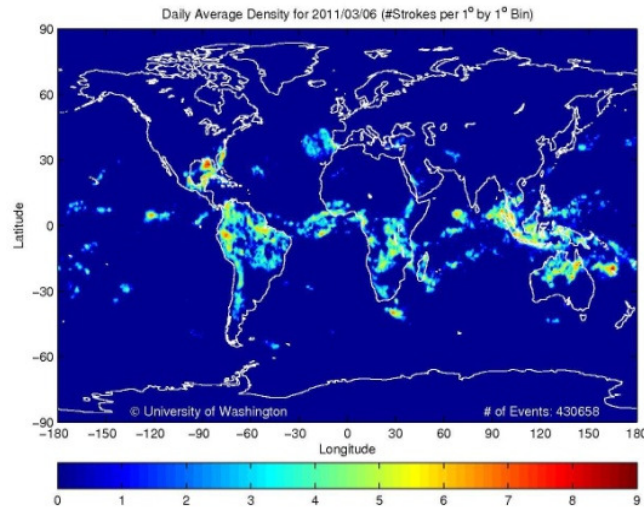 Daily Average Density for 2011/03/06 (#Strokes per 1° by 1° Bin)
90
60
30
0
−30
−60
−90
Latitude
© University of Washington
# of Events: 430658
−180 −150 −120 −90 −60 −30 0 30 60 90 120 150 180
Longitude
0 1 2 3 4 5 6 7 8 9